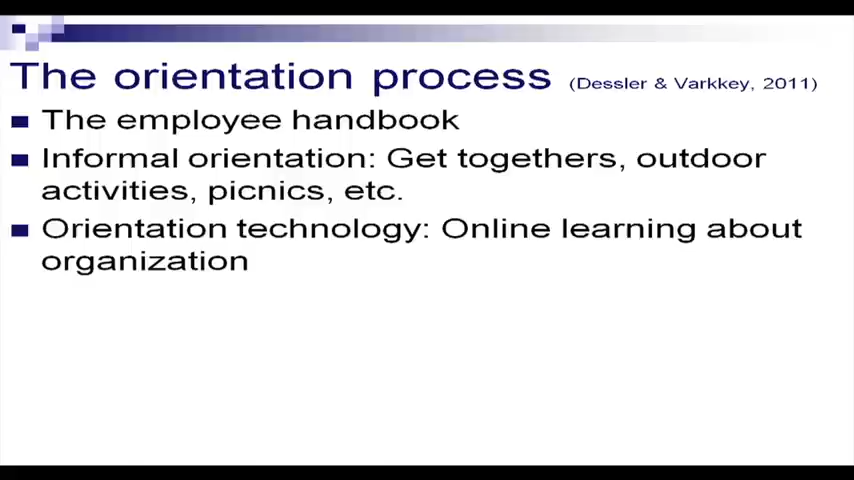 The orientation process (Dessler & Varkkey, 2011)
The employee handbook
Informal orientation: Get togethers, outdoor
activities, picnics, etc.
Orientation technology: Online learning about
organization